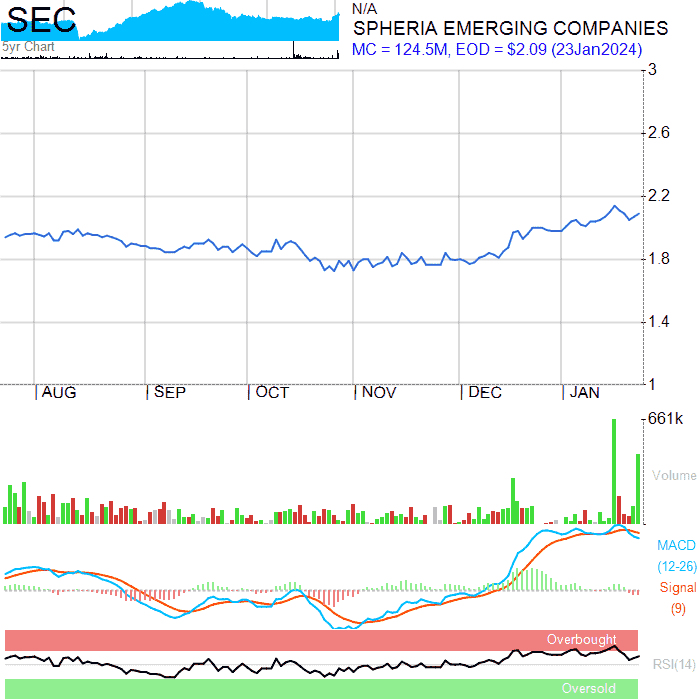 SEC
5yr Chart
N/A
SPHERIA EMERGING COMPANIES
MC = 124.5M, EOD = $2.09 (23Jan2024)
3
2.6
2.2
1.8
1.4
1
AUG SEP OCT NOV DEC JAN
661k
Volume
MACD
(12-26)
Signal
(9)
Overbought
RSI(14)
Oversold